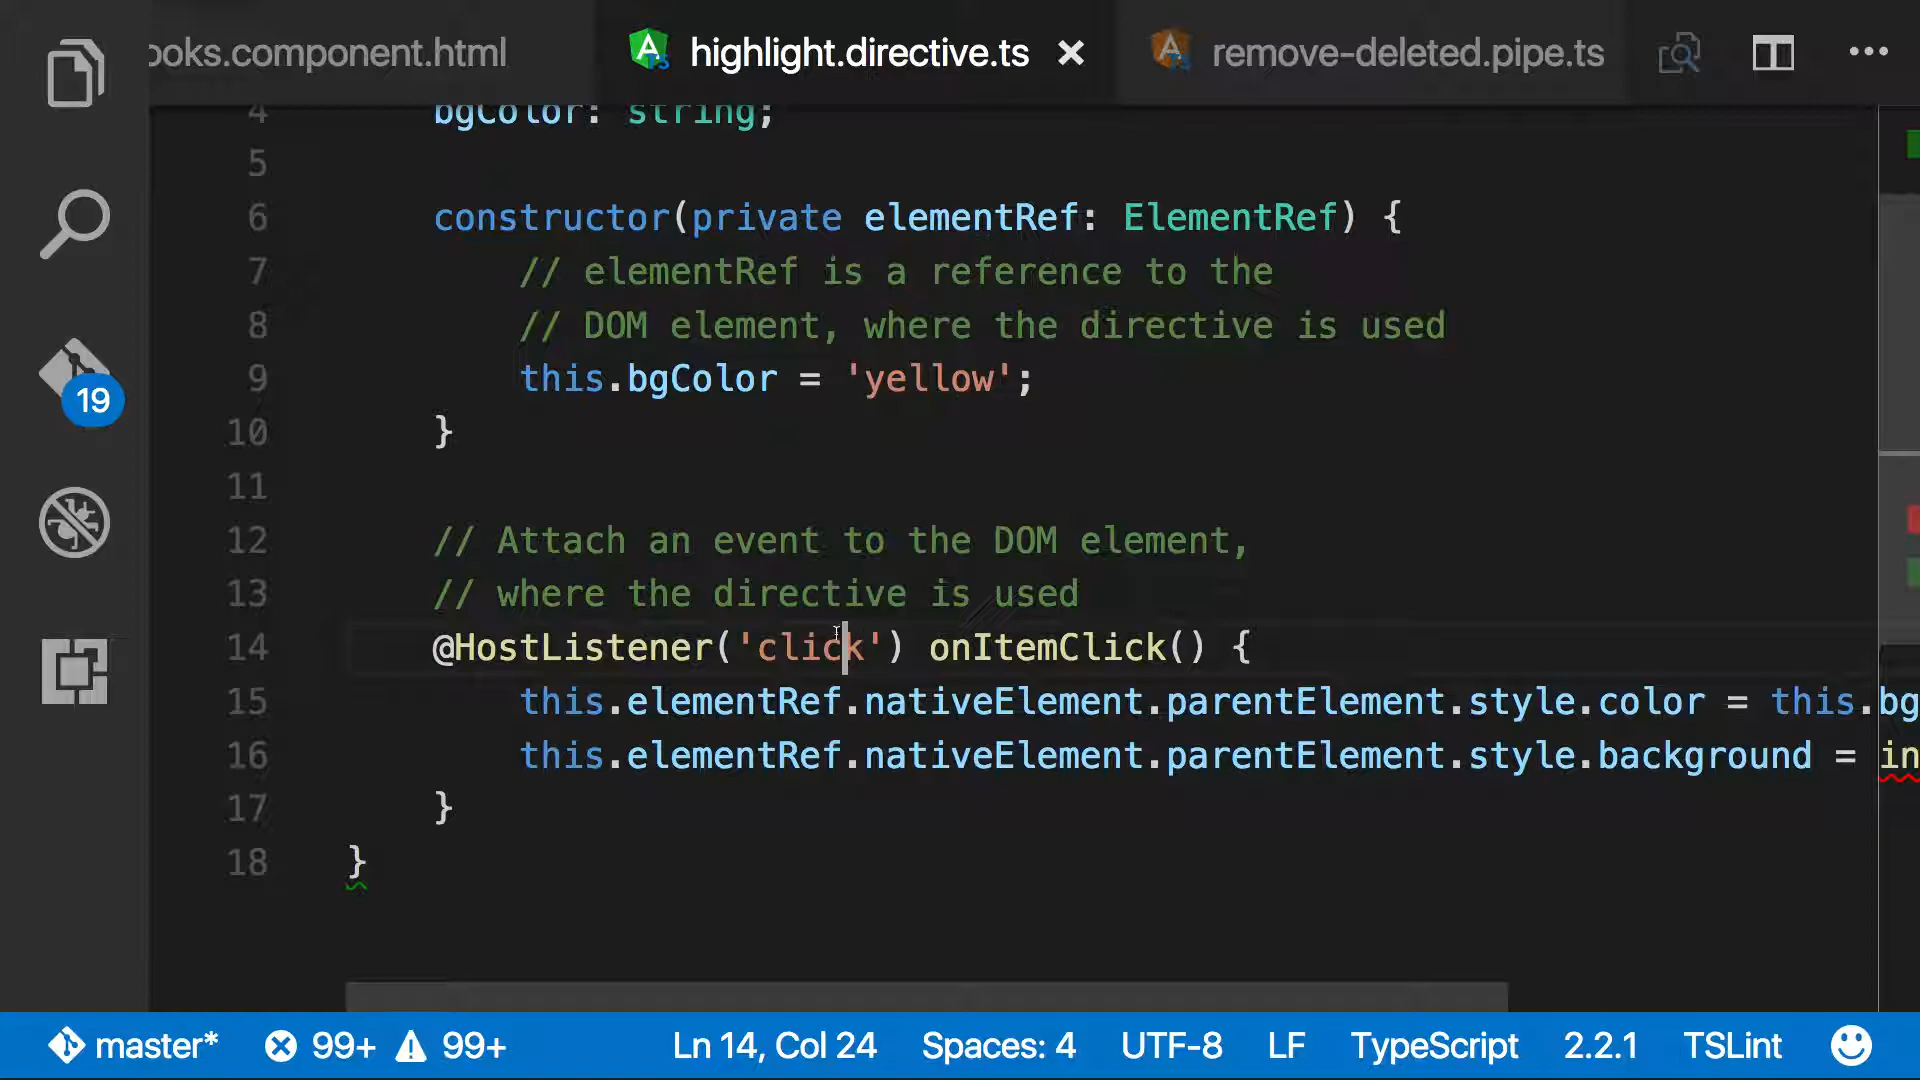 ooks.component.html highlight.directive.ts remove-deleted.pipe.ts
4 bgColor: string;
5
6 constructor(private elementRef: ElementRef) {
7 // elementRef is a reference to the
8 // DOM element, where the directive is used
9 this.bgColor = 'yellow';
10 }
11
12 // Attach an event to the DOM element,
13 // where the directive is used
14 @HostListener('click') onItemClick() {
15 this.elementRef.nativeElement.parentElement.style.color = this.bg
16 this.elementRef.nativeElement.parentElement.style.background = in
17 }
18 }
19
master* 99+ 99+ Ln 14, Col 24 Spaces: 4 UTF-8 LF TypeScript 2.2.1 TSLint